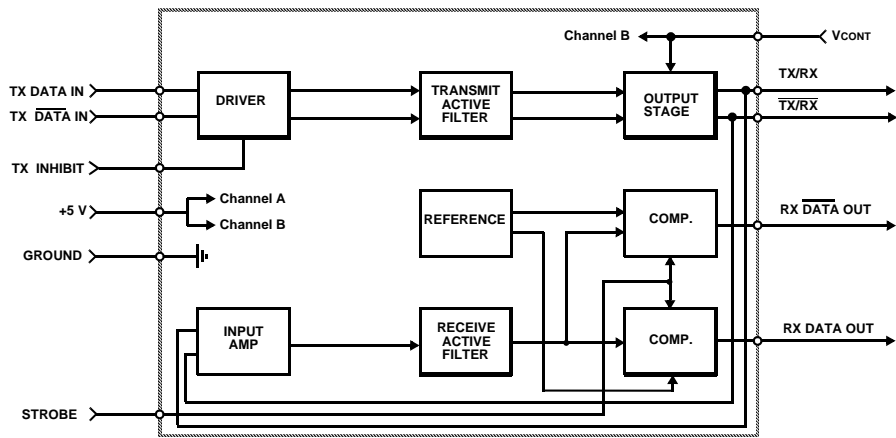 Channel B
VCONT
TX DATA IN
TX DATA IN
TX INHIBIT
+5 V
GROUND
STROBE
DRIVER
TRANSMIT
ACTIVE
FILTER
OUTPUT
STAGE
TX/RX
TX/RX
Channel A
Channel B
REFERENCE
COMP.
RX DATA OUT
INPUT
AMP
RECEIVE
ACTIVE
FILTER
COMP.
RX DATA OUT